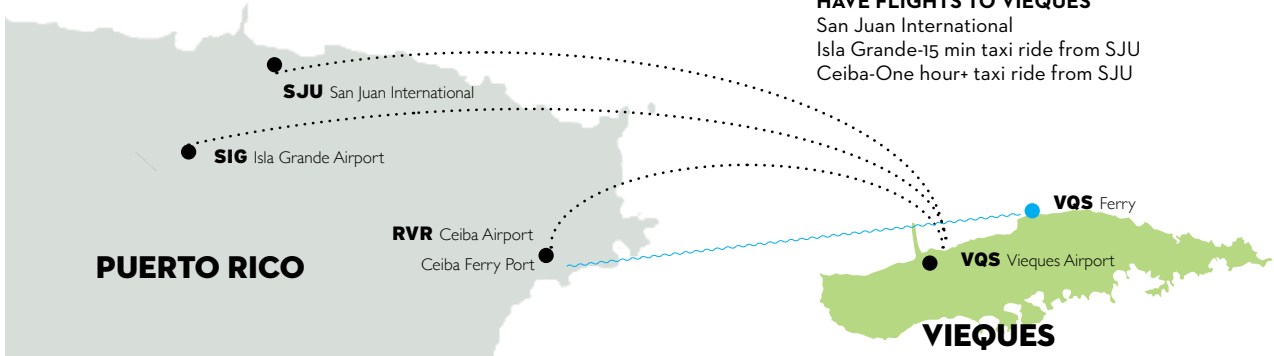 HAVE FLIGHTS TO VIEQUES
San Juan International
Isla Grande-15 min taxi ride from SJU
Ceiba-One hour+ taxi ride from SJU
SJU San Juan International
SIG Isla Grande Airport
VQS Ferry
RVR Ceiba Airport
Ceiba Ferry Port
PUERTO RICO
VQS Vieques Airport
VIEQUES